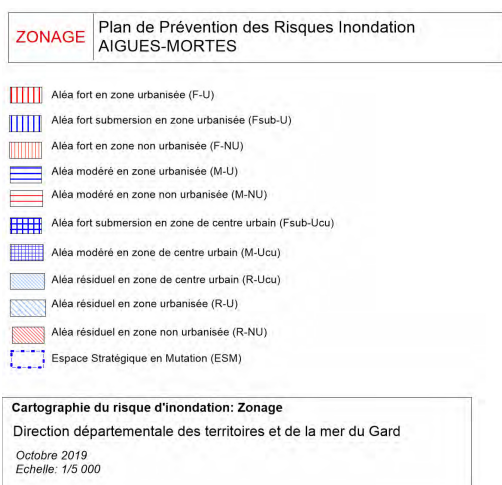 ZONAGE
Plan de Prévention des Risques Inondation
AIGUES-MORTES
Aléa fort en zone urbanisée (F-U)
Aléa fort submersion en zone urbanisée (Fsub-U)
Aléa fort en zone non urbanisée (F-NU)
Aléa modéré en zone urbanisée (M-U)
Aléa modéré en zone non urbanisée (M-NU)
Aléa fort submersion en zone de centre urbain (Fsub-Ucu)
Aléa modéré en zone de centre urbain (M-Ucu)
Aléa résiduel en zone de centre urbain (R-Ucu)
Aléa résiduel en zone urbanisée (R-U)
Aléa résiduel en zone non urbanisée (R-NU)
Espace Stratégique en Mutation (ESM)
Cartographie du risque d'inondation: Zonage
Direction départementale des territoires et de la mer du Gard
Octobre 2019
Echelle: 1/5 000